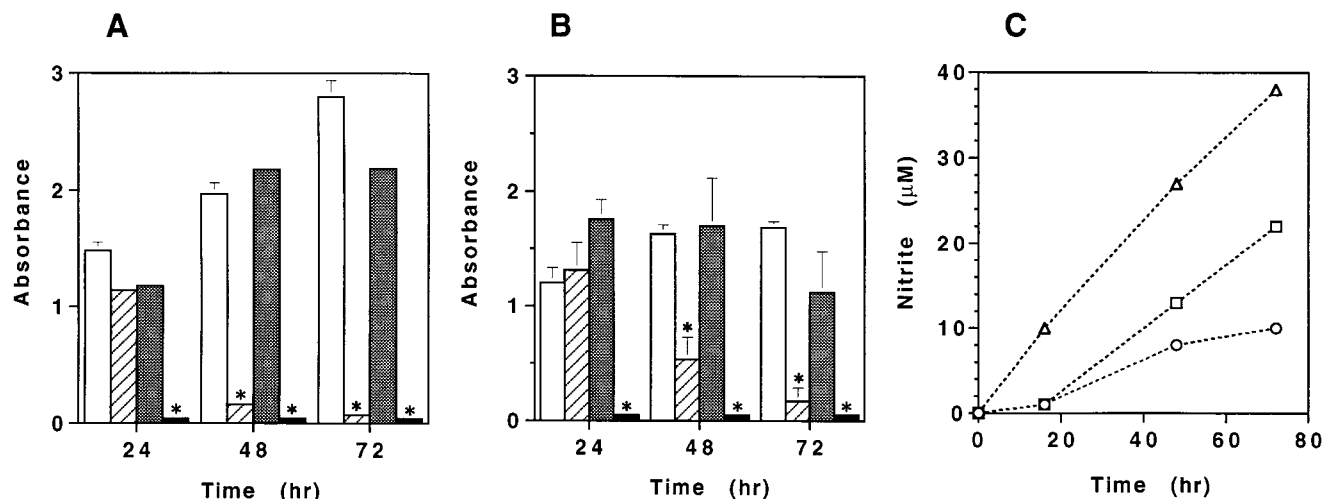 A
3
2
1
0
Absorbance
* * * * *
24 48 72
Time (hr)
B
3
2
1
0
Absorbance
* * * * *
24 48 72
Time (hr)
C
40
30
20
10
0
Nitrite (μM)
0 20 40 60 80
Time (hr)